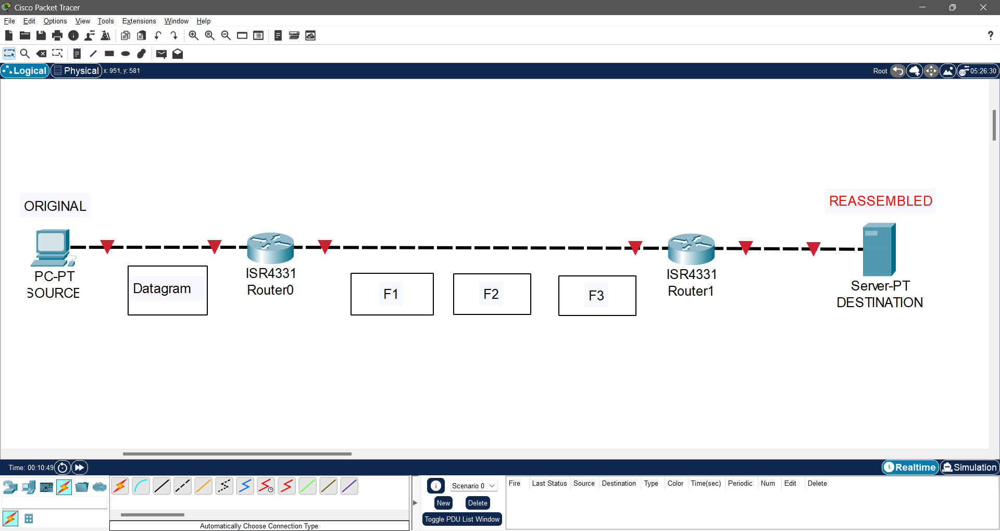 Cisco Packet Tracer
File Edit Options View Tools Extensions Window Help
?
Logical Physical x: 951, y: 581 Root 05:26:30
ORIGINAL
REASSEMBLED
PC-PT
SOURCE
Datagram
ISR4331
Router0
F1
F2
F3
ISR4331
Router1
Server-PT
DESTINATION
Time: 00:10:49 Realtime Simulation
Scenario 0
New Delete
Toggle PDU List Window
Fire Last Status Source Destination Type Color Time(sec) Periodic Num Edit Delete
Automatically Choose Connection Type